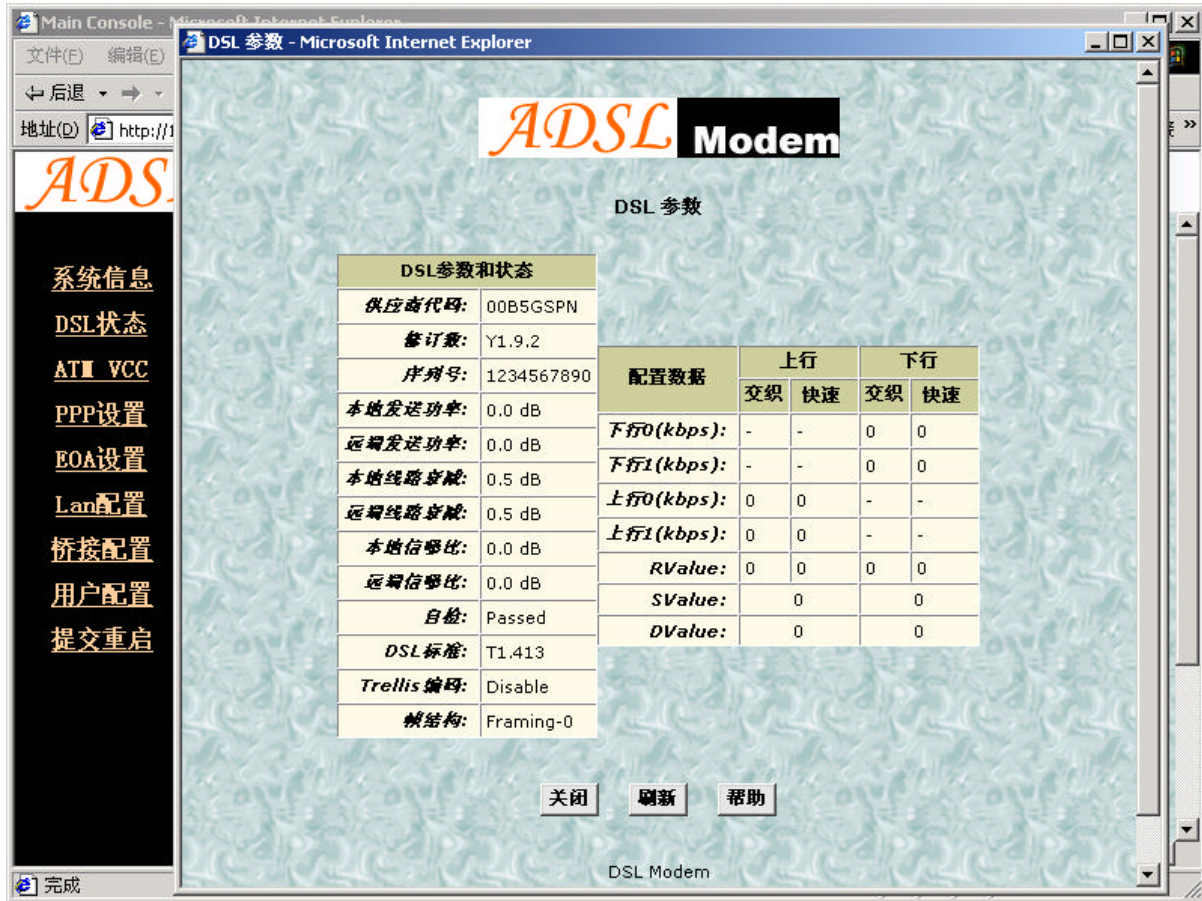 Main Console - Microsoft Internet Explorer
DSL 参数 - Microsoft Internet Explorer
文件(F) 编辑(E)
后退
地址(D) http://1
ADSL Modem
ADS
DSL 参数
系统信息
DSL状态
ATM VCC
PPP设置
EOA设置
Lan配置
桥接配置
用户配置
提交重启
DSL参数和状态
供应商代码: 00B5GSPN
修订数: Y1.9.2
序列号: 1234567890
本地发送功率: 0.0 dB
远端发送功率: 0.0 dB
本地线路衰减: 0.5 dB
远端线路衰减: 0.5 dB
本地信噪比: 0.0 dB
远端信噪比: 0.0 dB
自检: Passed
DSL标准: T1.413
Trellis编码: Disable
帧结构: Framing-0
配置数据 上行 下行
交织 快速 交织 快速
下行0(kbps): - - 0 0
下行1(kbps): - - 0 0
上行0(kbps): 0 0 - -
上行1(kbps): 0 0 - -
RValue: 0 0 0 0
SValue: 0 0
DValue: 0 0
关闭 刷新 帮助
DSL Modem
完成